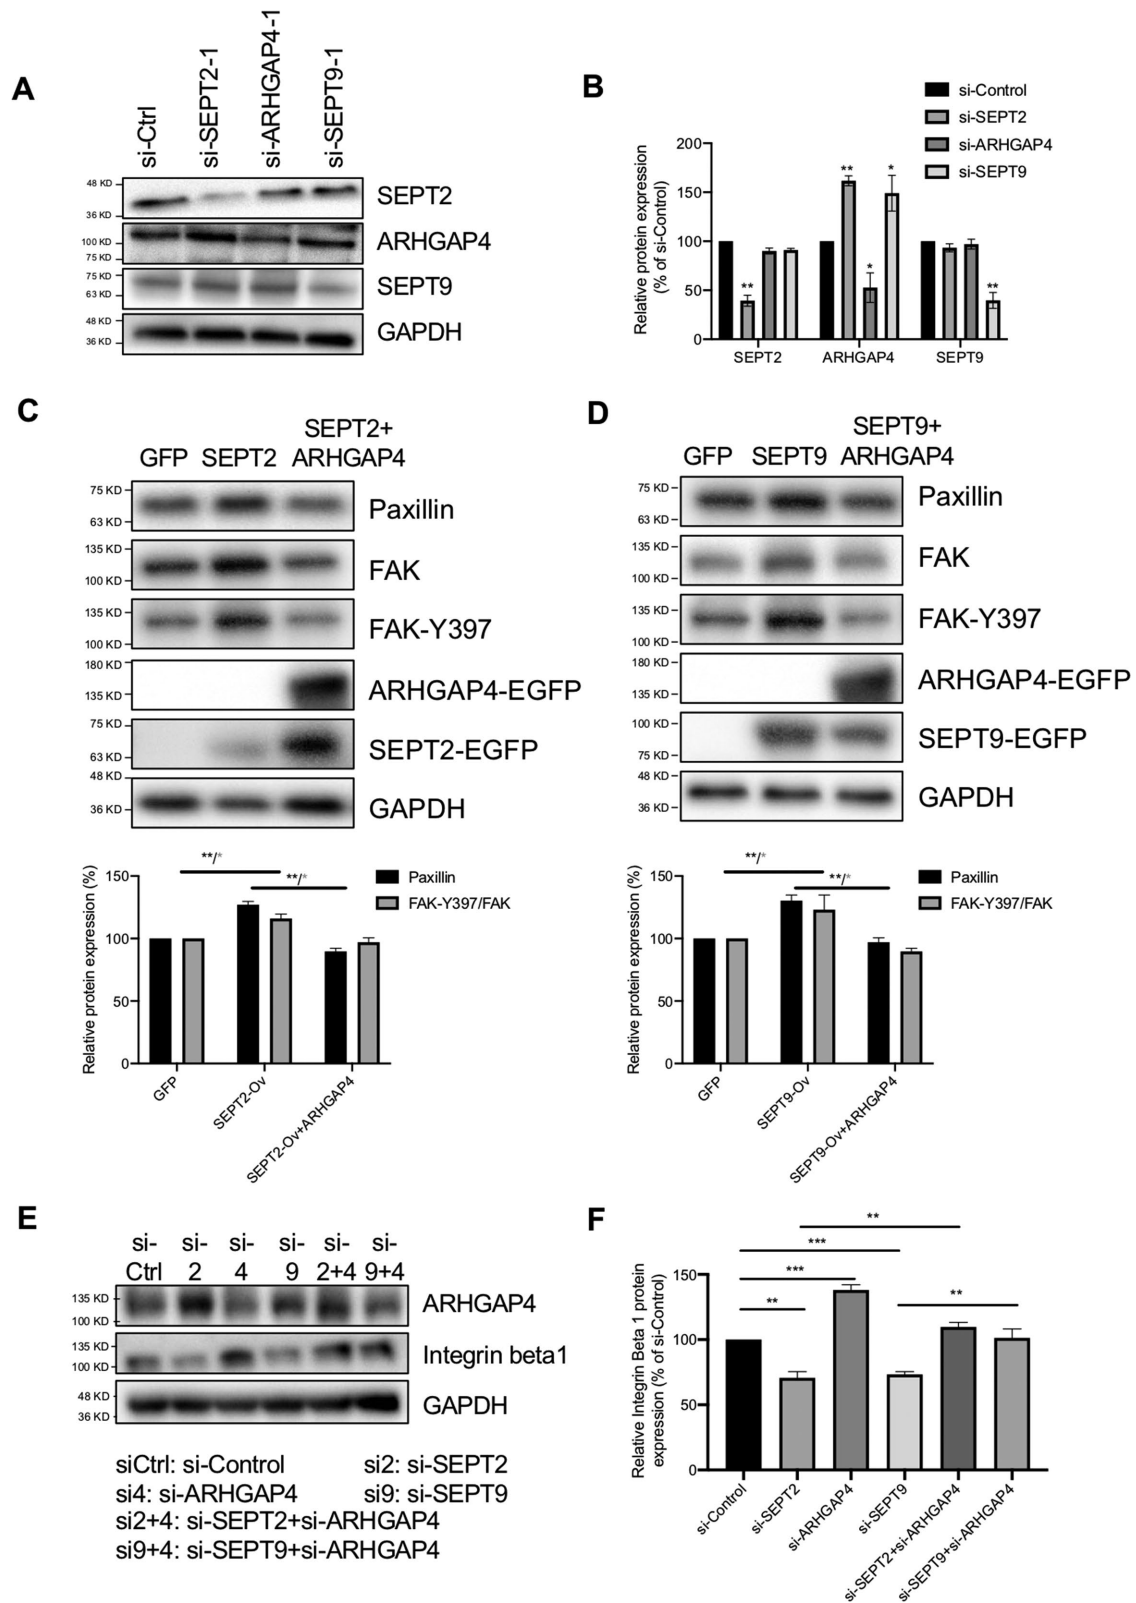 A
si-Ctrl
si-SEPT2-1
si-ARHGAP4-1
si-SEPT9-1
48 KD
36 KD
SEPT2
100 KD
75 KD
ARHGAP4
75 KD
63 KD
SEPT9
48 KD
36 KD
GAPDH
B
si-Control
si-SEPT2
si-ARHGAP4
si-SEPT9
Relative protein expression
(% of si-Control)
200
150
100
50
0
**
**
*
*
**
SEPT2 ARHGAP4 SEPT9
C
GFP SEPT2 SEPT2+
ARHGAP4
75 KD
63 KD
Paxillin
135 KD
100 KD
FAK
135 KD
100 KD
FAK-Y397
180 KD
135 KD
ARHGAP4-EGFP
75 KD
63 KD
SEPT2-EGFP
48 KD
36 KD
GAPDH
Relative protein expression (%)
150
100
50
0
**/*
**/*
Paxillin
FAK-Y397/FAK
GFP
SEPT2-Ov
SEPT2-Ov+ARHGAP4
D
GFP SEPT9 SEPT9+
ARHGAP4
75 KD
63 KD
Paxillin
135 KD
100 KD
FAK
135 KD
100 KD
FAK-Y397
180 KD
135 KD
ARHGAP4-EGFP
100 KD
75 KD
SEPT9-EGFP
48 KD
36 KD
GAPDH
Relative protein expression (%)
150
100
50
0
**/*
**/*
Paxillin
FAK-Y397/FAK
GFP
SEPT9-Ov
SEPT9-Ov+ARHGAP4
E
si- si- si- si- si- si-
Ctrl 2 4 9 2+4 9+4
135 KD
100 KD
ARHGAP4
135 KD
100 KD
Integrin beta1
48 KD
36 KD
GAPDH
siCtrl: si-Control si2: si-SEPT2
si4: si-ARHGAP4 si9: si-SEPT9
si2+4: si-SEPT2+si-ARHGAP4
si9+4: si-SEPT9+si-ARHGAP4
F
Relative Integrin Beta 1 protein
expression (% of si-Control)
150
100
50
0
**
***
***
**
**
si-Control
si-SEPT2
si-ARHGAP4
si-SEPT9
si-SEPT2+si-ARHGAP4
si-SEPT9+si-ARHGAP4